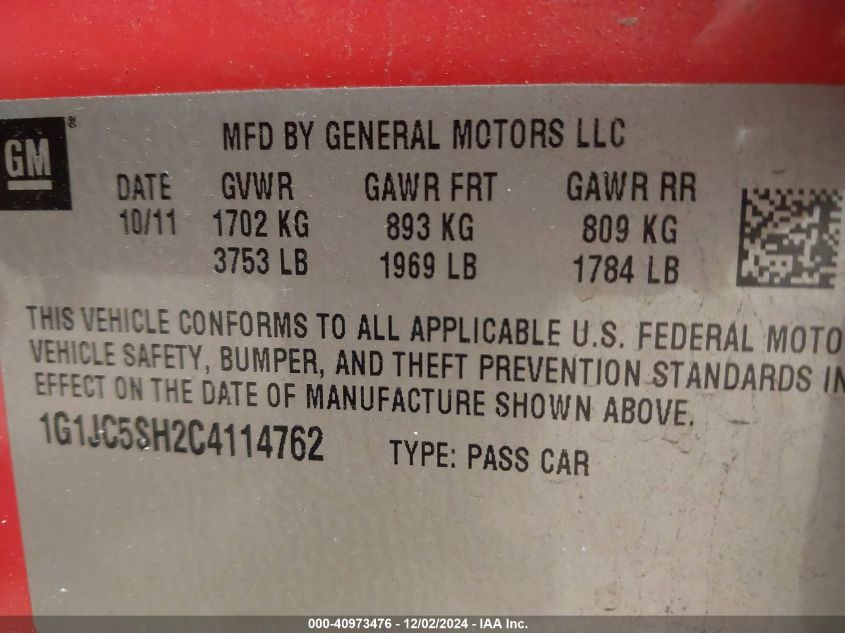 GM ®
MFD BY GENERAL MOTORS LLC
DATE GVWR GAWR FRT GAWR RR
10/11 1702 KG 893 KG 809 KG
3753 LB 1969 LB 1784 LB
THIS VEHICLE CONFORMS TO ALL APPLICABLE U.S. FEDERAL MOTO
VEHICLE SAFETY, BUMPER, AND THEFT PREVENTION STANDARDS IN
EFFECT ON THE DATE OF MANUFACTURE SHOWN ABOVE.
1G1JC5SH2C4114762 TYPE: PASS CAR
000-40973476 - 12/02/2024 - IAA Inc.